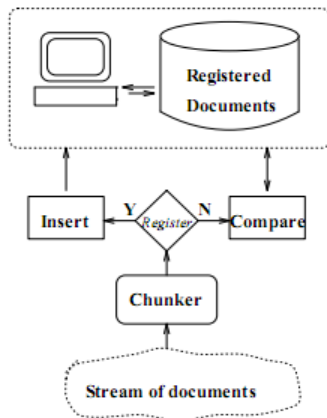 Registered
Documents
Y
N
Insert
Register
Compare
Chunker
Stream of documents